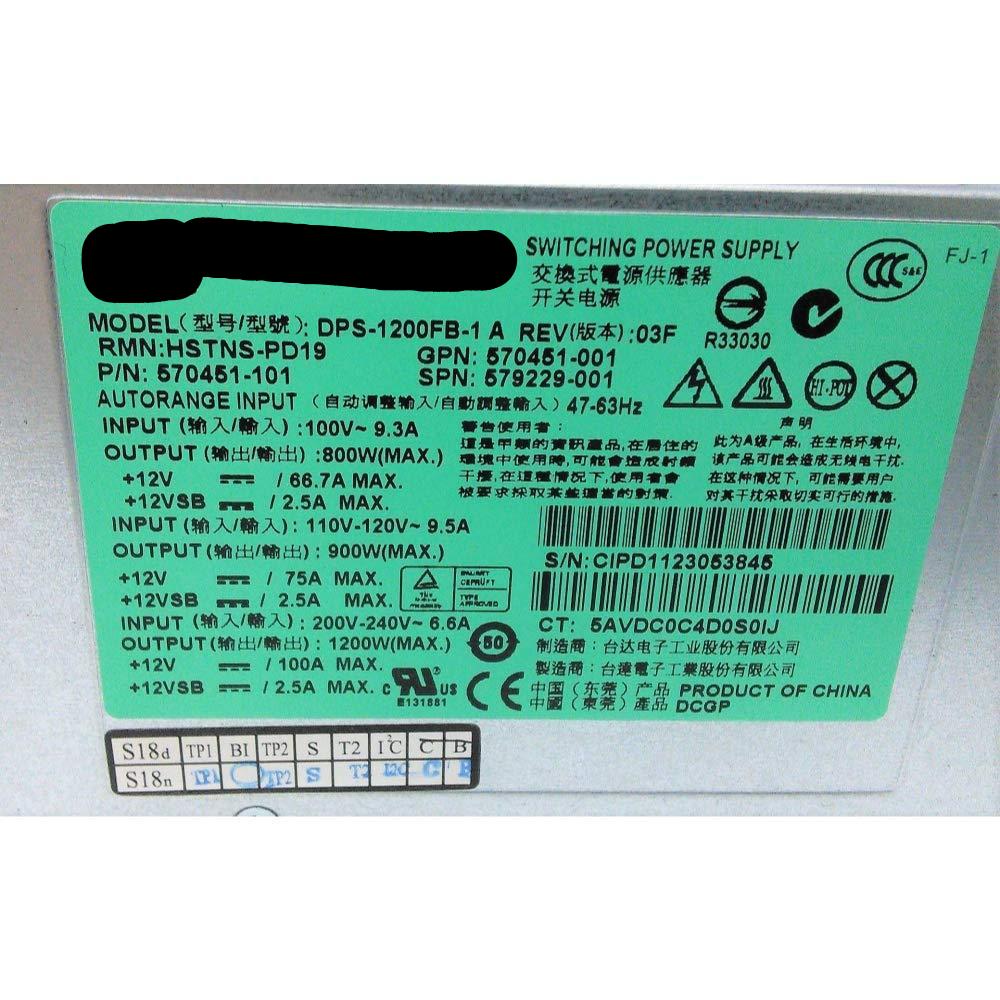 SWITCHING POWER SUPPLY
交換式電源供應器
开关电源
FJ-1
CCC S&E
R33030
MODEL(型号/型號): DPS-1200FB-1 A REV(版本):03F
RMN:HSTNS-PD19 GPN: 570451-001
P/N: 570451-101 SPN: 579229-001
HI-POT
AUTORANGE INPUT (自动调整输入/自動調整輸入) 47-63Hz
INPUT (输入/輸入) :100V~ 9.3A
OUTPUT (输出/輸出) :800W(MAX.)
+12V / 66.7A MAX.
+12VSB / 2.5A MAX.
INPUT (输入/輸入) : 110V-120V~ 9.5A
OUTPUT (输出/輸出) : 900W(MAX.)
+12V / 75A MAX.
+12VSB / 2.5A MAX.
INPUT (输入/輸入) : 200V-240V~ 6.6A
OUTPUT(输出/輸出): 1200W(MAX.)
+12V / 100A MAX.
+12VSB / 2.5A MAX.
警告使用者:
這是甲類的資訊產品,在居住的
環境中使用時,可能會造成射頻
干擾,在這種情況下,使用者會
被要求採取某些適當的對策.
声明
此为A级产品, 在生活环境中,
该产品可能会造成无线电干扰.
在这种情况下, 可能需要用户
对其干扰采取切实可行的措施.
S/N: CIPD1123053845
CT: 5AVDC0C4D0S0IJ
制造商: 台达电子工业股份有限公司
製造商: 台達電子工業股份有限公司
中国 (东莞) 产品 PRODUCT OF CHINA
中國 (東莞) 產品 DCGP
GEPRÜFT
TYPE
APPROVED
50
c UR US
E131881
CE
S18d TP1 BI TP2 S T2 I²C C B
S18n TP1 TP2 S T2 I2C C B